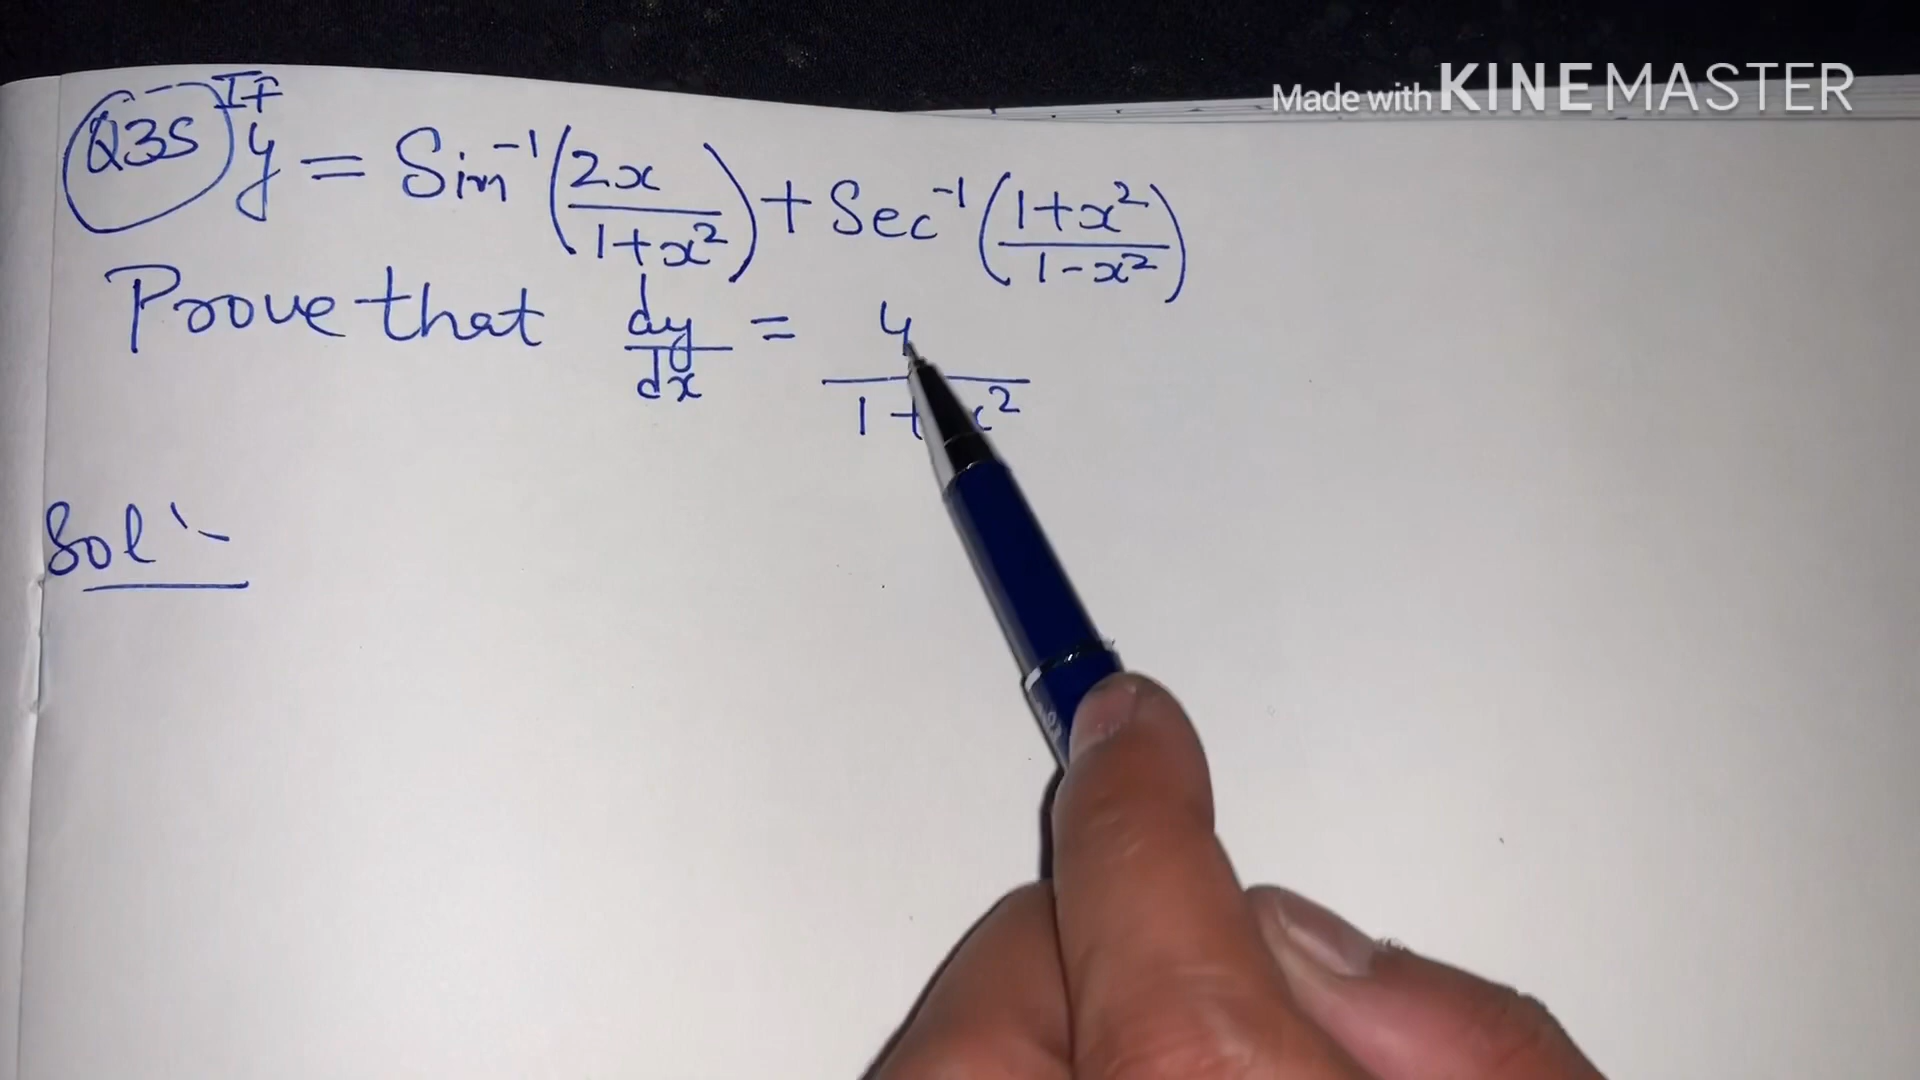 Made with KINEMASTER
Q35) If
y = Sin⁻¹(2x/1+x²) + Sec⁻¹(1+x²/1-x²)
Prove that dy/dx = 4/1+x²
Sol:-